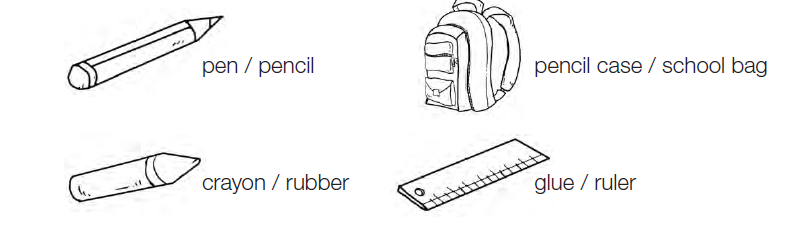 pen / pencil
pencil case / school bag
crayon / rubber
glue / ruler